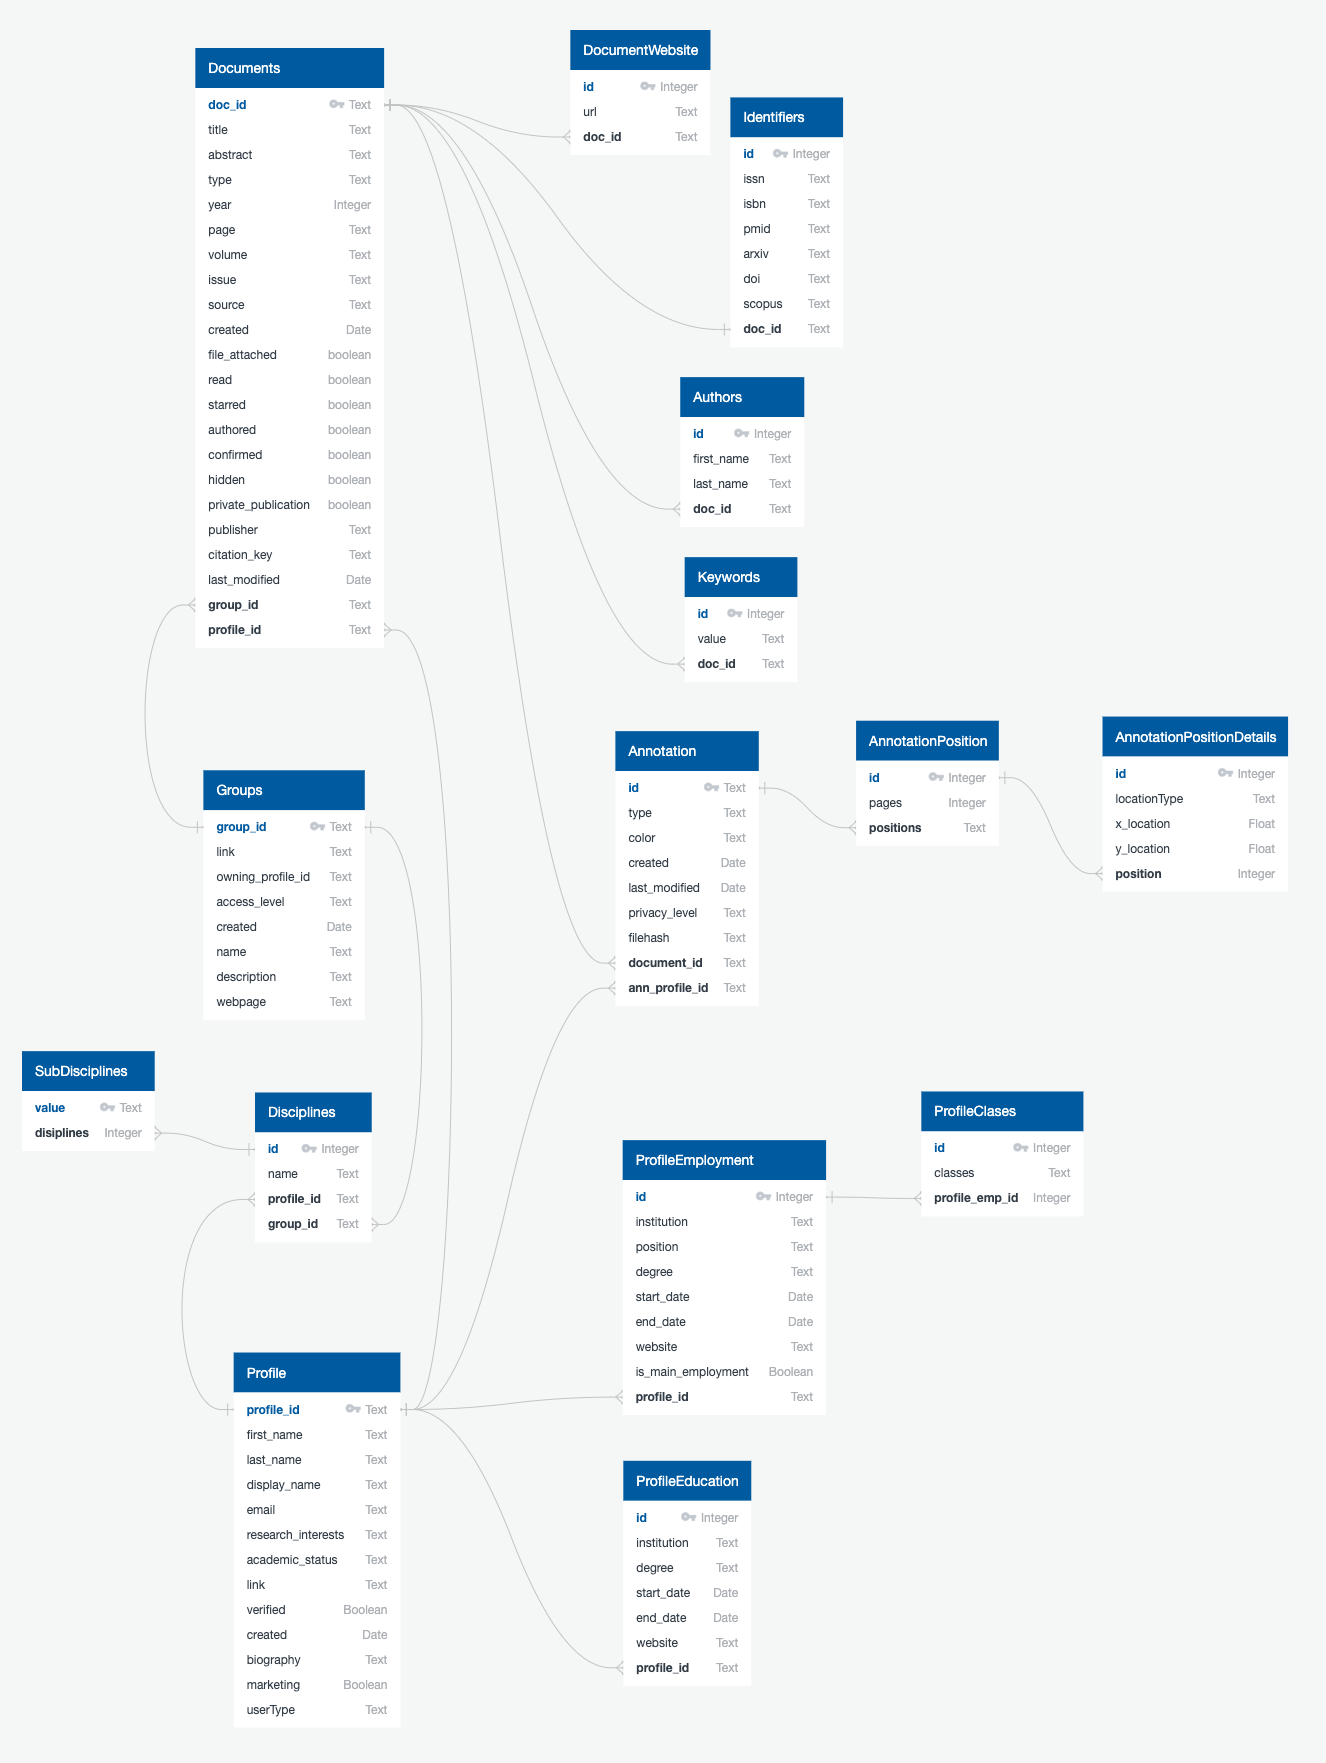 Documents
doc_id Text
title Text
abstract Text
type Text
year Integer
page Text
volume Text
issue Text
source Text
created Date
file_attached boolean
read boolean
starred boolean
authored boolean
confirmed boolean
hidden boolean
private_publication boolean
publisher Text
citation_key Text
last_modified Date
group_id Text
profile_id Text
DocumentWebsite
id Integer
url Text
doc_id Text
Identifiers
id Integer
issn Text
isbn Text
pmid Text
arxiv Text
doi Text
scopus Text
doc_id Text
Authors
id Integer
first_name Text
last_name Text
doc_id Text
Keywords
id Integer
value Text
doc_id Text
Annotation
id Text
type Text
color Text
created Date
last_modified Date
privacy_level Text
filehash Text
document_id Text
ann_profile_id Text
AnnotationPosition
id Integer
pages Integer
positions Text
AnnotationPositionDetails
id Integer
locationType Text
x_location Float
y_location Float
position Integer
Groups
group_id Text
link Text
owning_profile_id Text
access_level Text
created Date
name Text
description Text
webpage Text
SubDisciplines
value Text
disiplines Integer
Disciplines
id Integer
name Text
profile_id Text
group_id Text
ProfileEmployment
id Integer
institution Text
position Text
degree Text
start_date Date
end_date Date
website Text
is_main_employment Boolean
profile_id Text
ProfileClases
id Integer
classes Text
profile_emp_id Integer
Profile
profile_id Text
first_name Text
last_name Text
display_name Text
email Text
research_interests Text
academic_status Text
link Text
verified Boolean
created Date
biography Text
marketing Boolean
userType Text
ProfileEducation
id Integer
institution Text
degree Text
start_date Date
end_date Date
website Text
profile_id Text